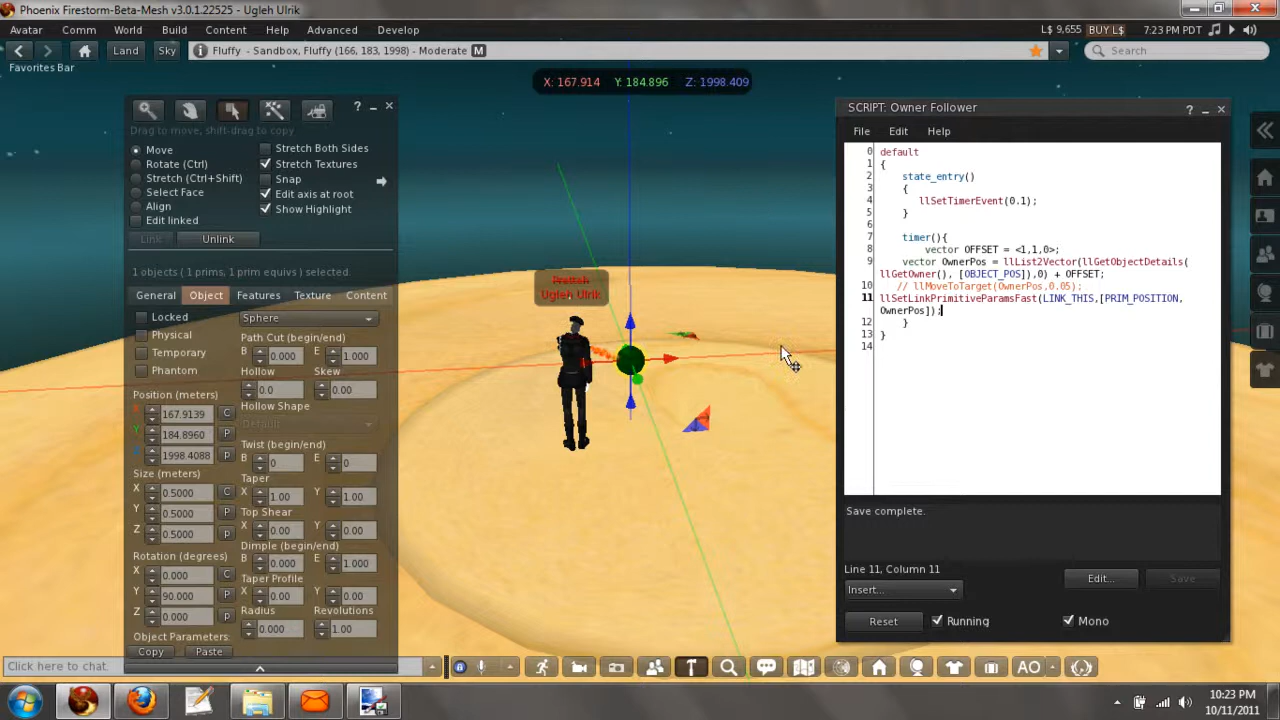 Phoenix Firestorm-Beta-Mesh v3.0.1.22525 - Ugleh Ulrik
Avatar Comm World Build Content Help Advanced Develop
L$ 9,655 BUY L$ 7:23 PM PDT
Land Sky Fluffy - Sandbox, Fluffy (166, 183, 1998) - Moderate M
Search
Favorites Bar
X: 167.914 Y: 184.896 Z: 1998.409
Drag to move, shift-drag to copy
Move
Rotate (Ctrl)
Stretch (Ctrl+Shift)
Select Face
Align
Edit linked
Stretch Both Sides
Stretch Textures
Snap
Edit axis at root
Show Highlight
Link Unlink
1 objects ( 1 prims, 1 prim equivs ) selected.
General Object Features Texture Content
Locked
Physical
Temporary
Phantom
Position (meters)
X 167.9139 C
Y 184.8960 P
Z 1998.4088 P
Size (meters)
X 0.5000 C
Y 0.5000 P
Z 0.5000 P
Rotation (degrees)
X 0.000 C
Y 90.000 P
Z 0.000 P
Object Parameters:
Copy Paste
Sphere
Path Cut (begin/end)
B 0.000 E 1.000
Hollow Skew
0.0 0.00
Hollow Shape
Default
Twist (begin/end)
B 0 E 0
Taper
X 1.00 Y 1.00
Top Shear
X 0.00 Y 0.00
Dimple (begin/end)
B 0.000 E 1.000
Taper Profile
X 0.00 Y 0.00
Radius Revolutions
0.000 1.00
Ugleh Ulrik
SCRIPT: Owner Follower
File Edit Help
0 default
1 {
2 state_entry()
3 {
4 llSetTimerEvent(0.1);
5 }
6
7 timer(){
8 vector OFFSET = <1,1,0>;
9 vector OwnerPos = llList2Vector(llGetObjectDetails(
llGetOwner(), [OBJECT_POS]),0) + OFFSET;
10 // llMoveToTarget(OwnerPos,0.05);
11 llSetLinkPrimitiveParamsFast(LINK_THIS,[PRIM_POSITION,
OwnerPos]);
12 }
13 }
14
Save complete.
Line 11, Column 11
Insert...
Edit... Save
Reset Running Mono
Click here to chat.
AO
10:23 PM
10/11/2011